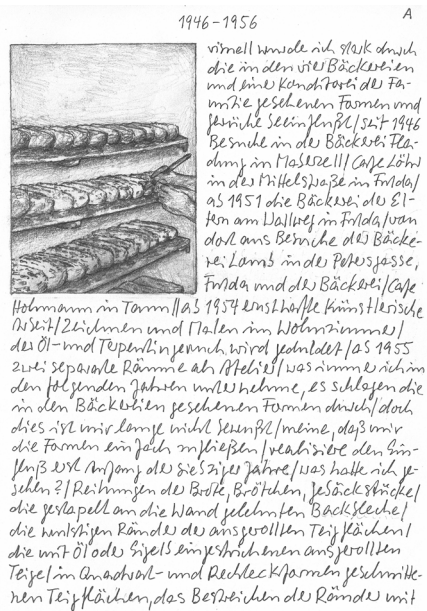 A
1946-1956
visuell wurde ich stark durch
die in den vier Bäckereien
und einer Konditorei der Fa-
milie gesehenen Formen und
Gerüche beeinflußt/seit 1946
Besuche in der Bäckerei Fla-
dung in Maberzell/Cafe Löhr
in der Mittelstraße in Fulda/
ab 1951 die Bäckerei der El-
tern am Wallweg in Fulda/von
dort aus Besuche der Bäcke-
rei Lamb in der Petersgasse,
Fulda und der Bäckerei/Cafe
Hohmann in Tann//ab 1954 ernsthafte künstlerische
Arbeit/Zeichnen und Malen im Wohnzimmer/
der Öl- und Terpentingeruch wird geduldet/ab 1955
zwei separate Räume als Atelier/was immer ich in
den folgenden Jahren unternehme, es schlagen die
in den Bäckereien gesehenen Formen durch/doch
dies ist mir lange nicht bewußt/meine, daß mir
die Formen einfach zufließen/realisiere den Ein-
fluß erst Anfang der siebziger Jahre/was hatte ich ge-
sehen?/Reihungen der Brote, Brötchen, Gebäckstücke/
die gestapelt an die Wand gelehnten Backbleche/
die wulstigen Ränder der ausgerollten Teigflächen/
die mit Öl oder Eigelb eingestrichenen ausgerollten
Teige/in Quadrat- und Rechteckformen geschnitte-
nen Teigflächen, das Bestreichen der Ränder mit